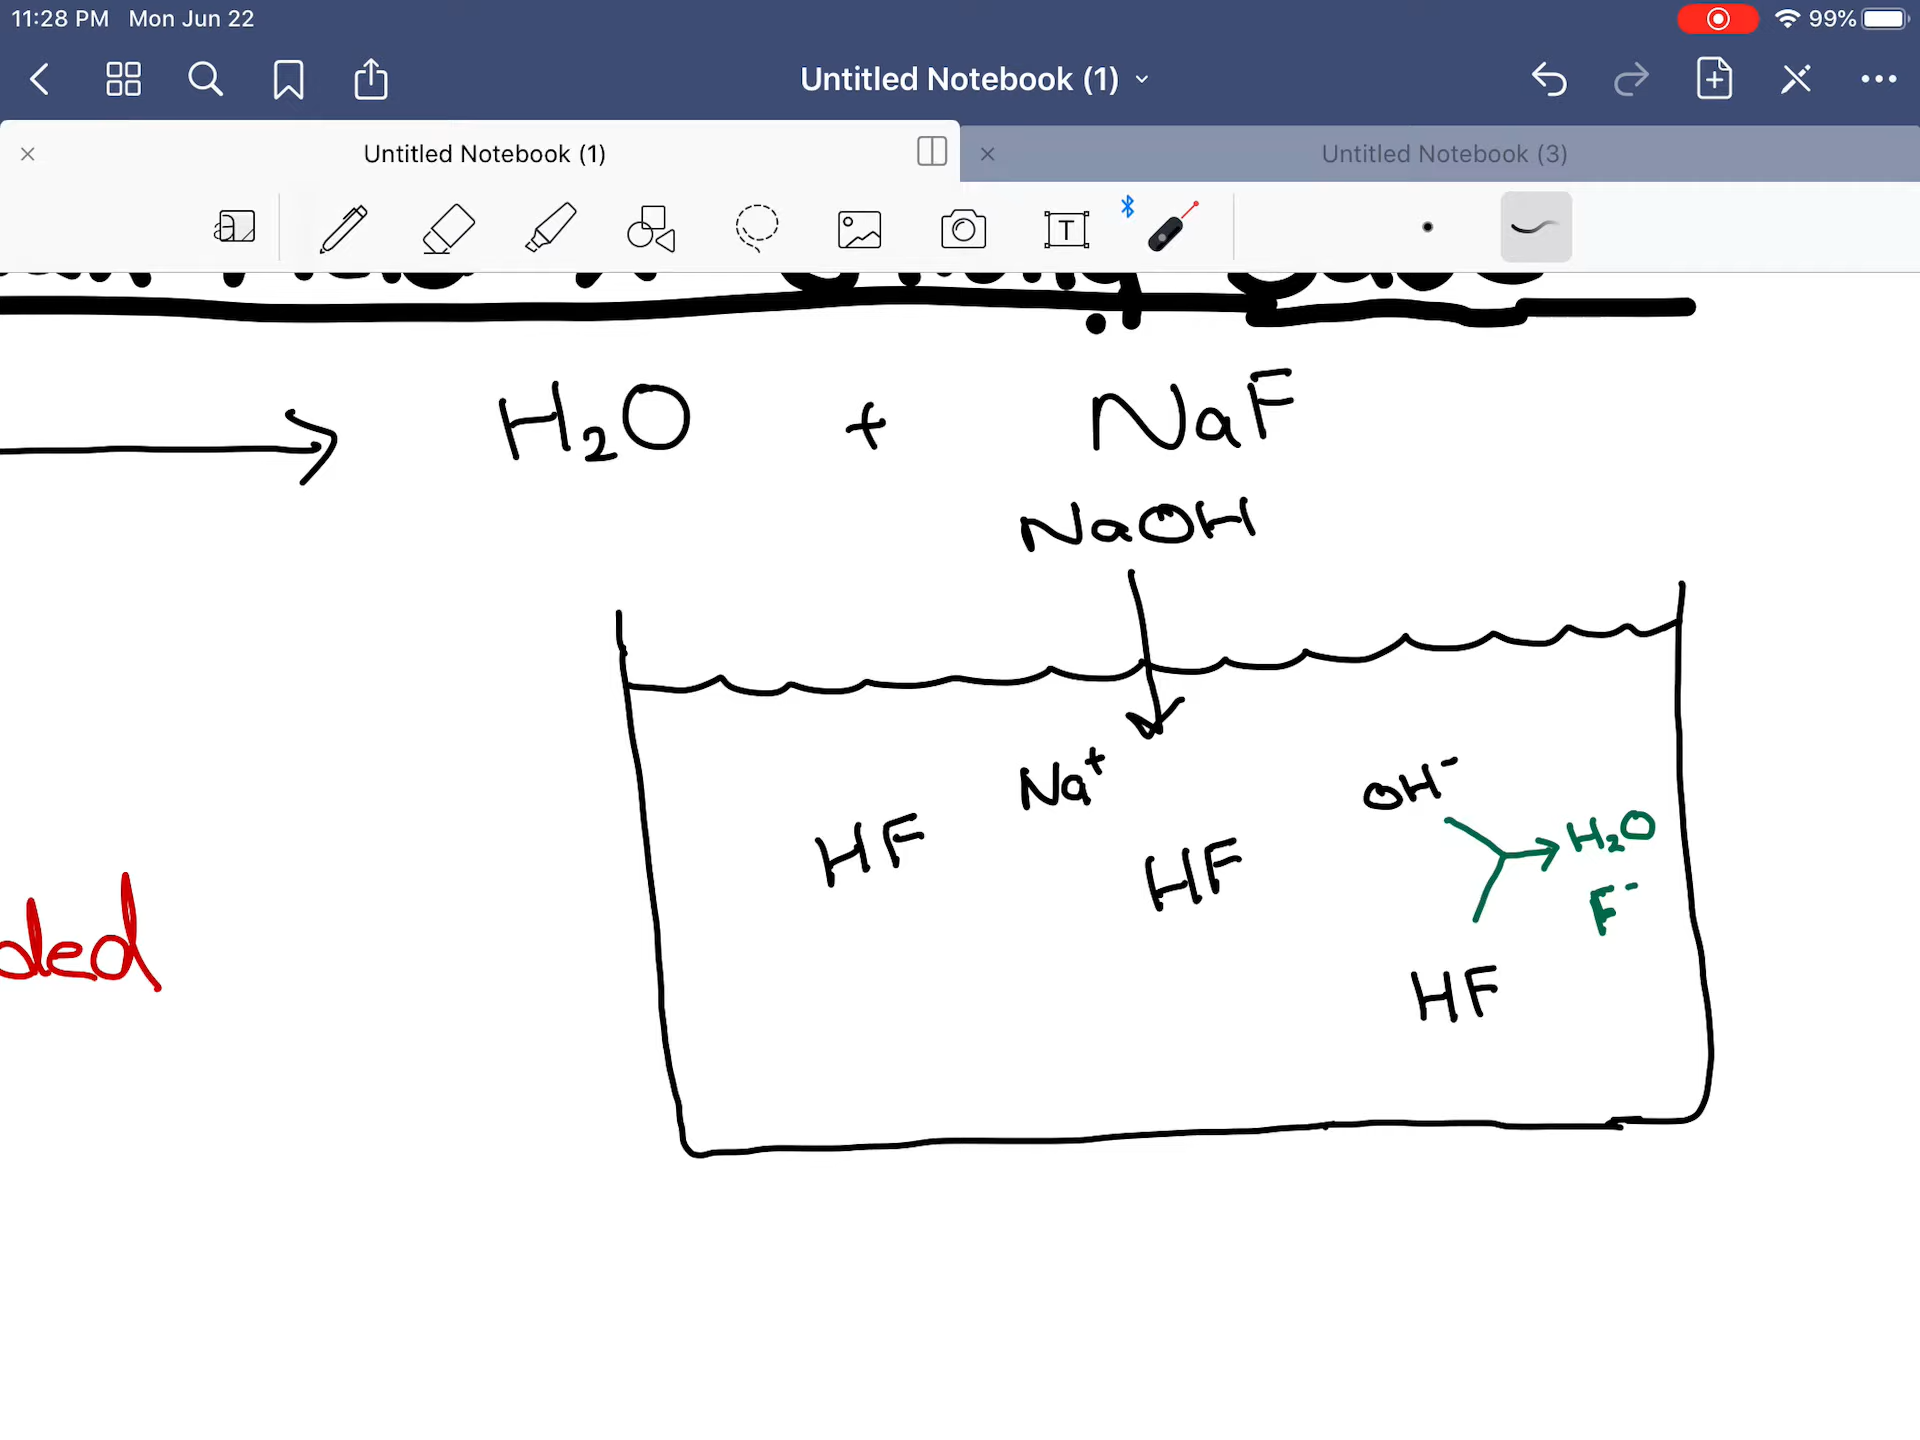 11:28 PM Mon Jun 22
99%
Untitled Notebook (1)
Untitled Notebook (1)
Untitled Notebook (3)
a
T
→ H₂O + NaF
NaOH
Na⁺
OH⁻
HF
HF
H₂O
F⁻
HF
ded